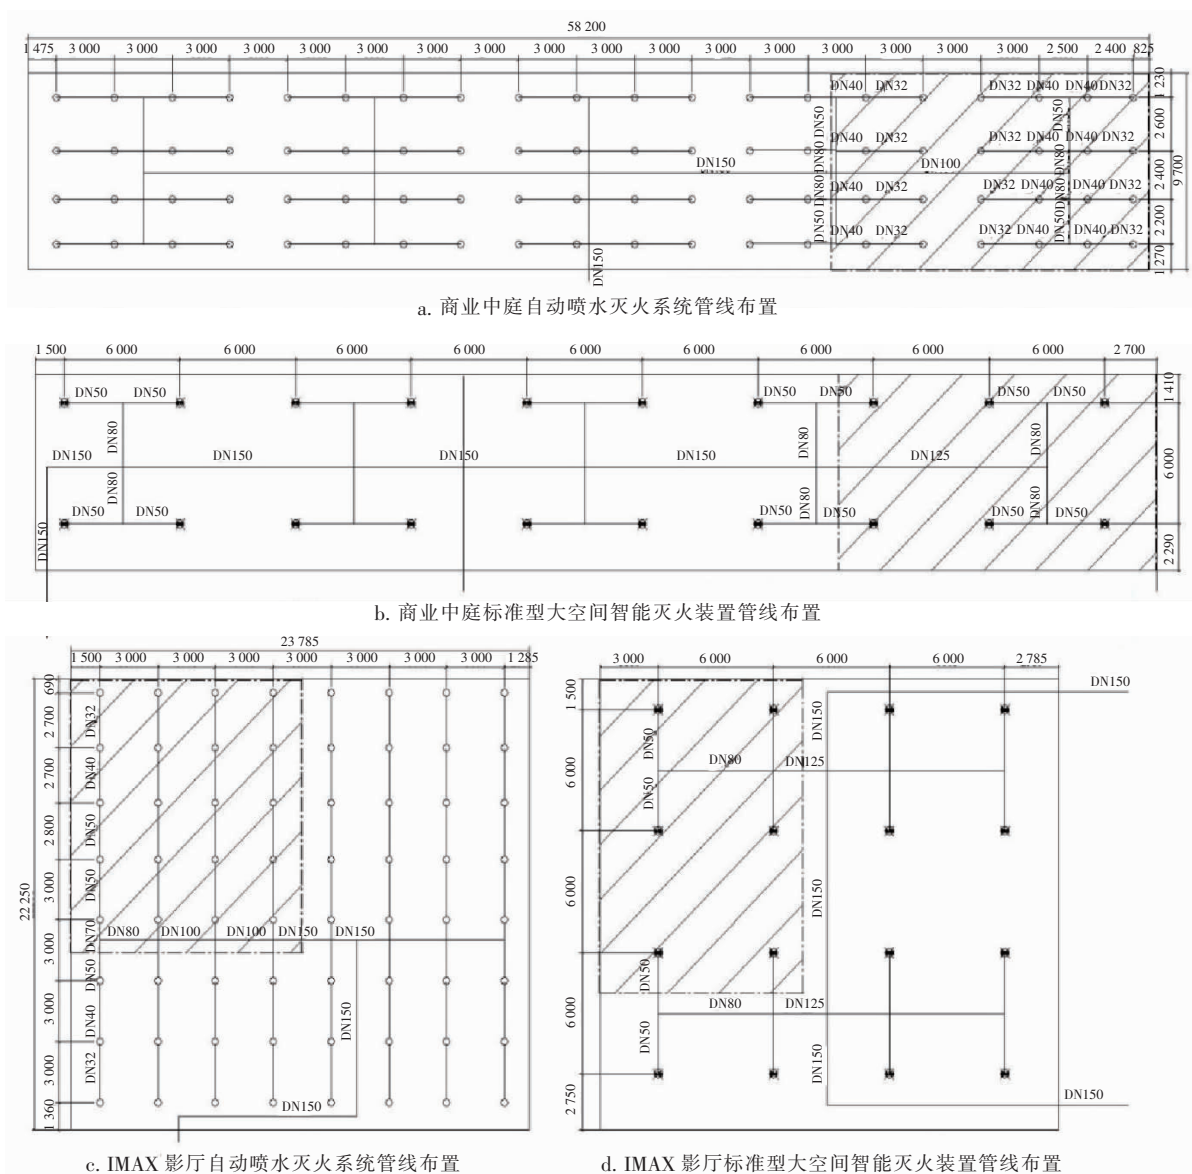 58 200
1 475 3 000 3 000 3 000 3 000 3 000 3 000 3 000 3 000 3 000 3 000 3 000 3 000 3 000 3 000 3 000 3 000 2 500 2 400 825
DN40 DN32 DN32 DN40 DN40 DN32 1 230
DN50 DN50 2 600
DN40 DN32 DN32 DN40 DN40 DN32
DN80 DN150 DN100 DN80 2 400 9 700
DN80 DN40 DN32 DN32 DN40 DN80 DN40 DN32
DN50 DN50 2 200
DN40 DN32 DN32 DN40 DN40 DN32
DN150 1 270
a. 商业中庭自动喷水灭火系统管线布置
1 500 6 000 6 000 6 000 6 000 6 000 6 000 6 000 6 000 6 000 2 700
DN50 DN50 DN50 DN50 DN50 DN50 1 410
DN80 DN80 DN80
DN150 DN150 DN150 DN150 DN125 6 000
DN80 DN80 DN80
DN50 DN50 DN50 DN50 DN50 DN50
DN150 2 290
b. 商业中庭标准型大空间智能灭火装置管线布置
23 785
1 500 3 000 3 000 3 000 3 000 3 000 3 000 3 000 1 285
690
2 700 DN32
2 700 DN40
2 800 DN50
3 000 DN50
22 250
3 000 DN70 DN80 DN100 DN100 DN150 DN150
DN50
3 000 DN40 DN150
3 000 DN32
1 360 DN150
c. IMAX 影厅自动喷水灭火系统管线布置
3 000 6 000 6 000 6 000 2 785
1 500 DN150 DN150
DN50
6 000 DN80 DN125
DN50
6 000 DN150
DN50
6 000 DN80 DN125
DN50 DN150
2 750 DN150
d. IMAX 影厅标准型大空间智能灭火装置管线布置